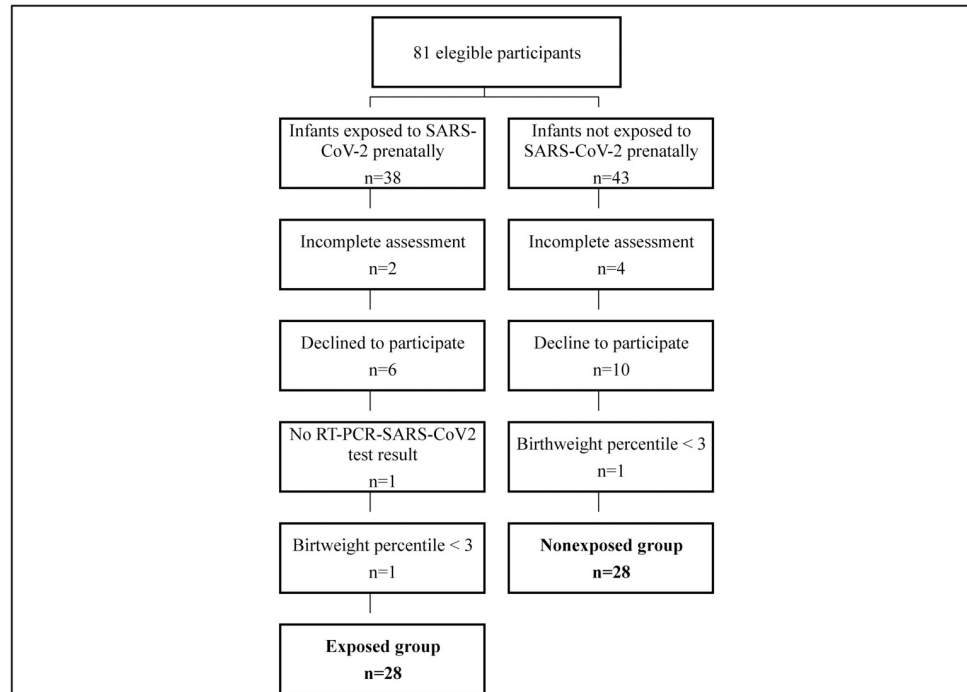 81 elegible participants
Infants exposed to SARS-
CoV-2 prenatally
n=38
Infants not exposed to
SARS-CoV-2 prenatally
n=43
Incomplete assessment
n=2
Incomplete assessment
n=4
Declined to participate
n=6
Decline to participate
n=10
No RT-PCR-SARS-CoV2
test result
n=1
Birthweight percentile < 3
n=1
Birtweight percentile < 3
n=1
Nonexposed group
n=28
Exposed group
n=28